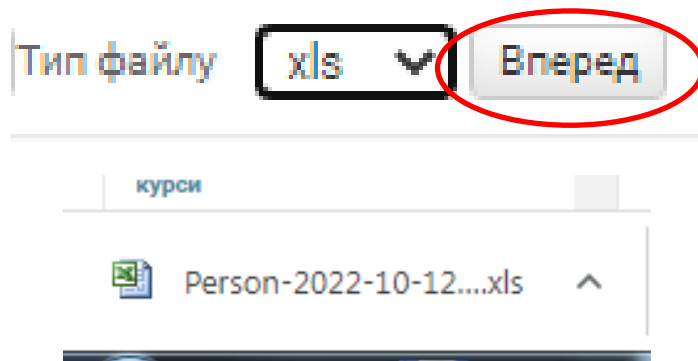 Тип файлу xls Вперед
курси
Person-2022-10-12....xls